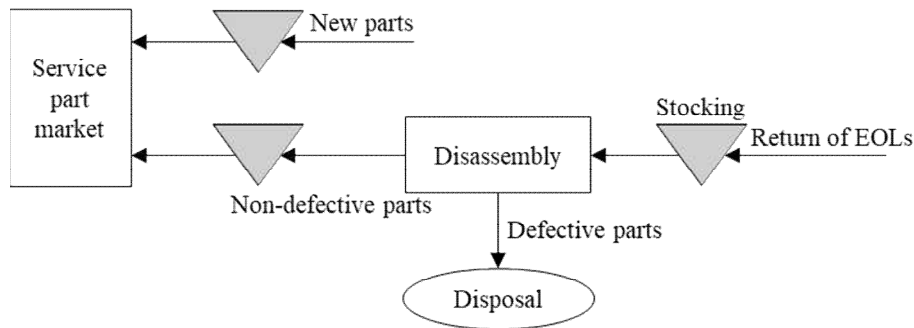 New parts
Service
part
market
Stocking
Return of EOLs
Disassembly
Non-defective parts
Defective parts
Disposal